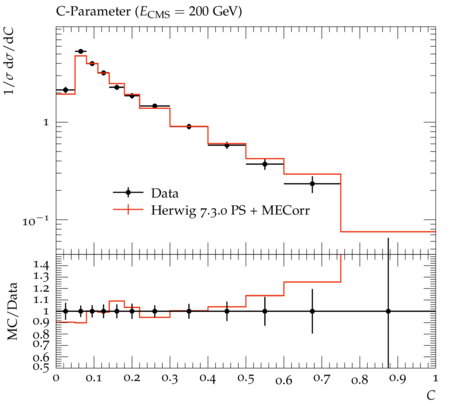 C-Parameter (E_CMS = 200 GeV)
1/σ dσ/dC
1
10⁻¹
Data
Herwig 7.3.0 PS + MECorr
MC/Data
1.4
1.3
1.2
1.1
1
0.9
0.8
0.7
0.6
0.5
0 0.1 0.2 0.3 0.4 0.5 0.6 0.7 0.8 0.9 1
C